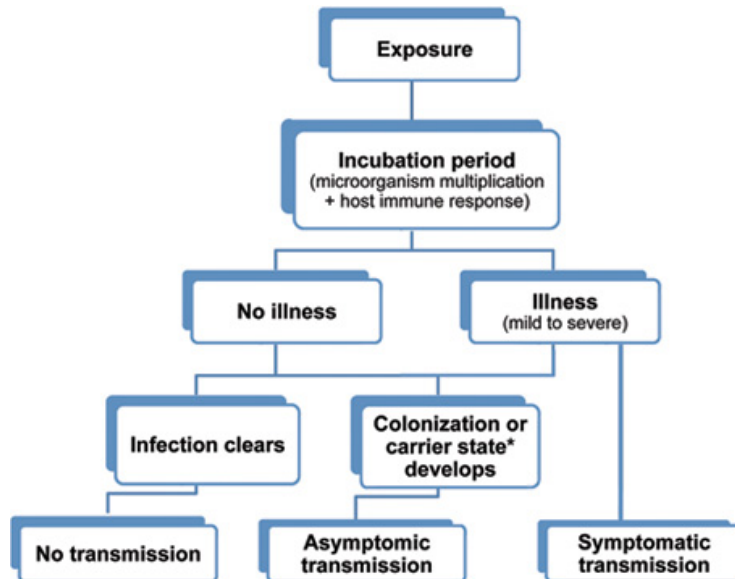 Exposure
Incubation period
(microorganism multiplication
+ host immune response)
No illness
Illness
(mild to severe)
Infection clears
Colonization or
carrier state*
develops
No transmission
Asymptomic
transmission
Symptomatic
transmission